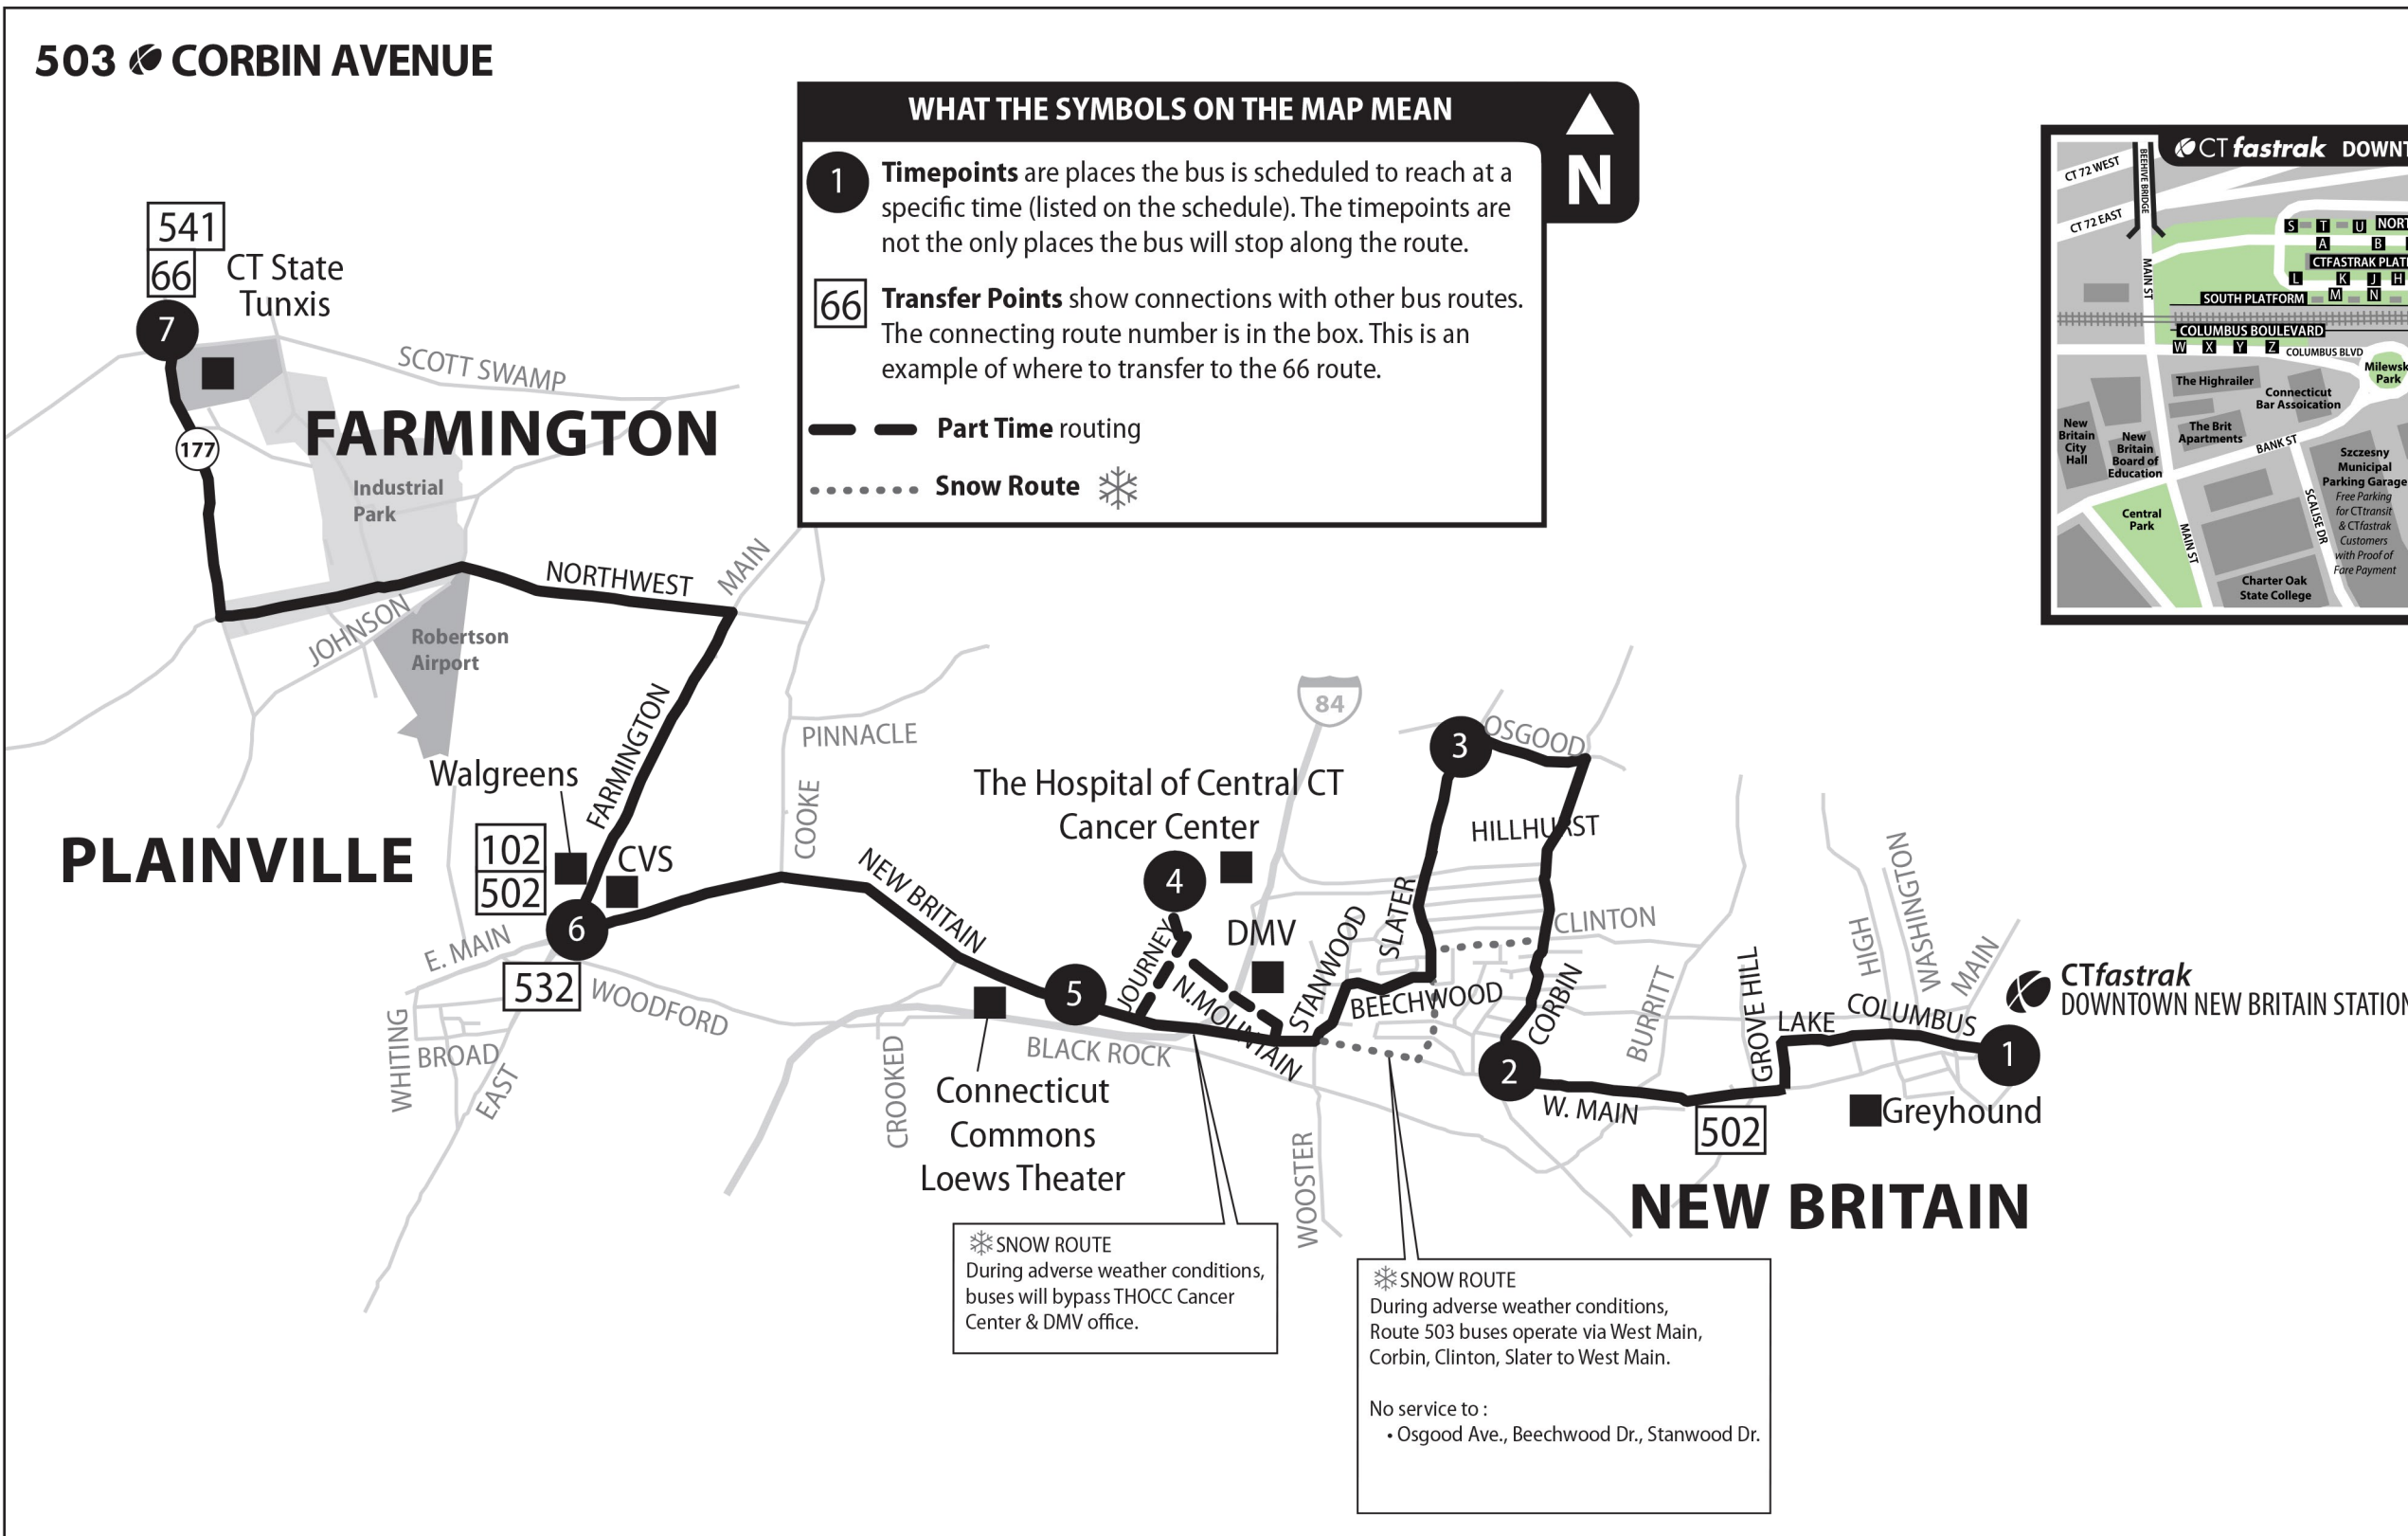 503 CORBIN AVENUE
WHAT THE SYMBOLS ON THE MAP MEAN
N
1
Timepoints are places the bus is scheduled to reach at a
specific time (listed on the schedule). The timepoints are
not the only places the bus will stop along the route.
66
Transfer Points show connections with other bus routes.
The connecting route number is in the box. This is an
example of where to transfer to the 66 route.
Part Time routing
Snow Route
CTfastrak DOWNT
CT 72 WEST
BEEHIVE BRIDGE
CT 72 EAST
S T U NORT
A B
MAIN ST
CTFASTRAK PLAT
L K J H
SOUTH PLATFORM M N
COLUMBUS BOULEVARD
W X Y Z COLUMBUS BLVD
Milewsk
Park
The Highrailer
Connecticut
Bar Assoication
The Brit
Apartments
New
Britain
City
Hall
New
Britain
Board of
Education
BANK ST
Szczesny
Municipal
Parking Garage
Free Parking
for CTtransit
& CTfastrak
Customers
with Proof of
Fare Payment
SCALISE DR
Central
Park
MAIN ST
Charter Oak
State College
541
66
CT State
Tunxis
7
SCOTT SWAMP
FARMINGTON
177
Industrial
Park
NORTHWEST
MAIN
JOHNSON
Robertson
Airport
FARMINGTON
PINNACLE
COOKE
Walgreens
PLAINVILLE
102
502
CVS
6
532
E. MAIN
WOODFORD
WHITING
BROAD
EAST
NEW BRITAIN
84
The Hospital of Central CT
Cancer Center
4
DMV
JOURNEY
N.MOUNTAIN
5
BLACK ROCK
CROOKED
Connecticut
Commons
Loews Theater
3
OSGOOD
HILLHURST
SLATER
STANWOOD
CLINTON
BEECHWOOD
CORBIN
2
W. MAIN
WOOSTER
BURRITT
GROVE HILL
LAKE
COLUMBUS
HIGH
WASHINGTON
MAIN
CTfastrak
DOWNTOWN NEW BRITAIN STATION
1
Greyhound
502
NEW BRITAIN
SNOW ROUTE
During adverse weather conditions,
buses will bypass THOCC Cancer
Center & DMV office.
SNOW ROUTE
During adverse weather conditions,
Route 503 buses operate via West Main,
Corbin, Clinton, Slater to West Main.
No service to :
• Osgood Ave., Beechwood Dr., Stanwood Dr.